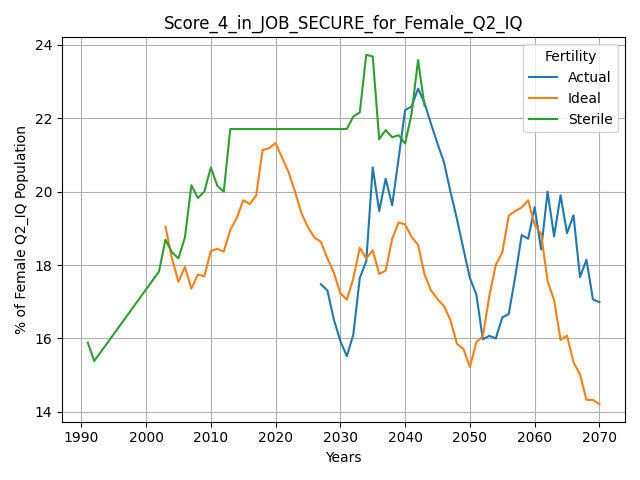 Score_4_in_JOB_SECURE_for_Female_Q2_IQ
% of Female Q2_IQ Population
24
22
20
18
16
14
Fertility
Actual
Ideal
Sterile
1990 2000 2010 2020 2030 2040 2050 2060 2070
Years